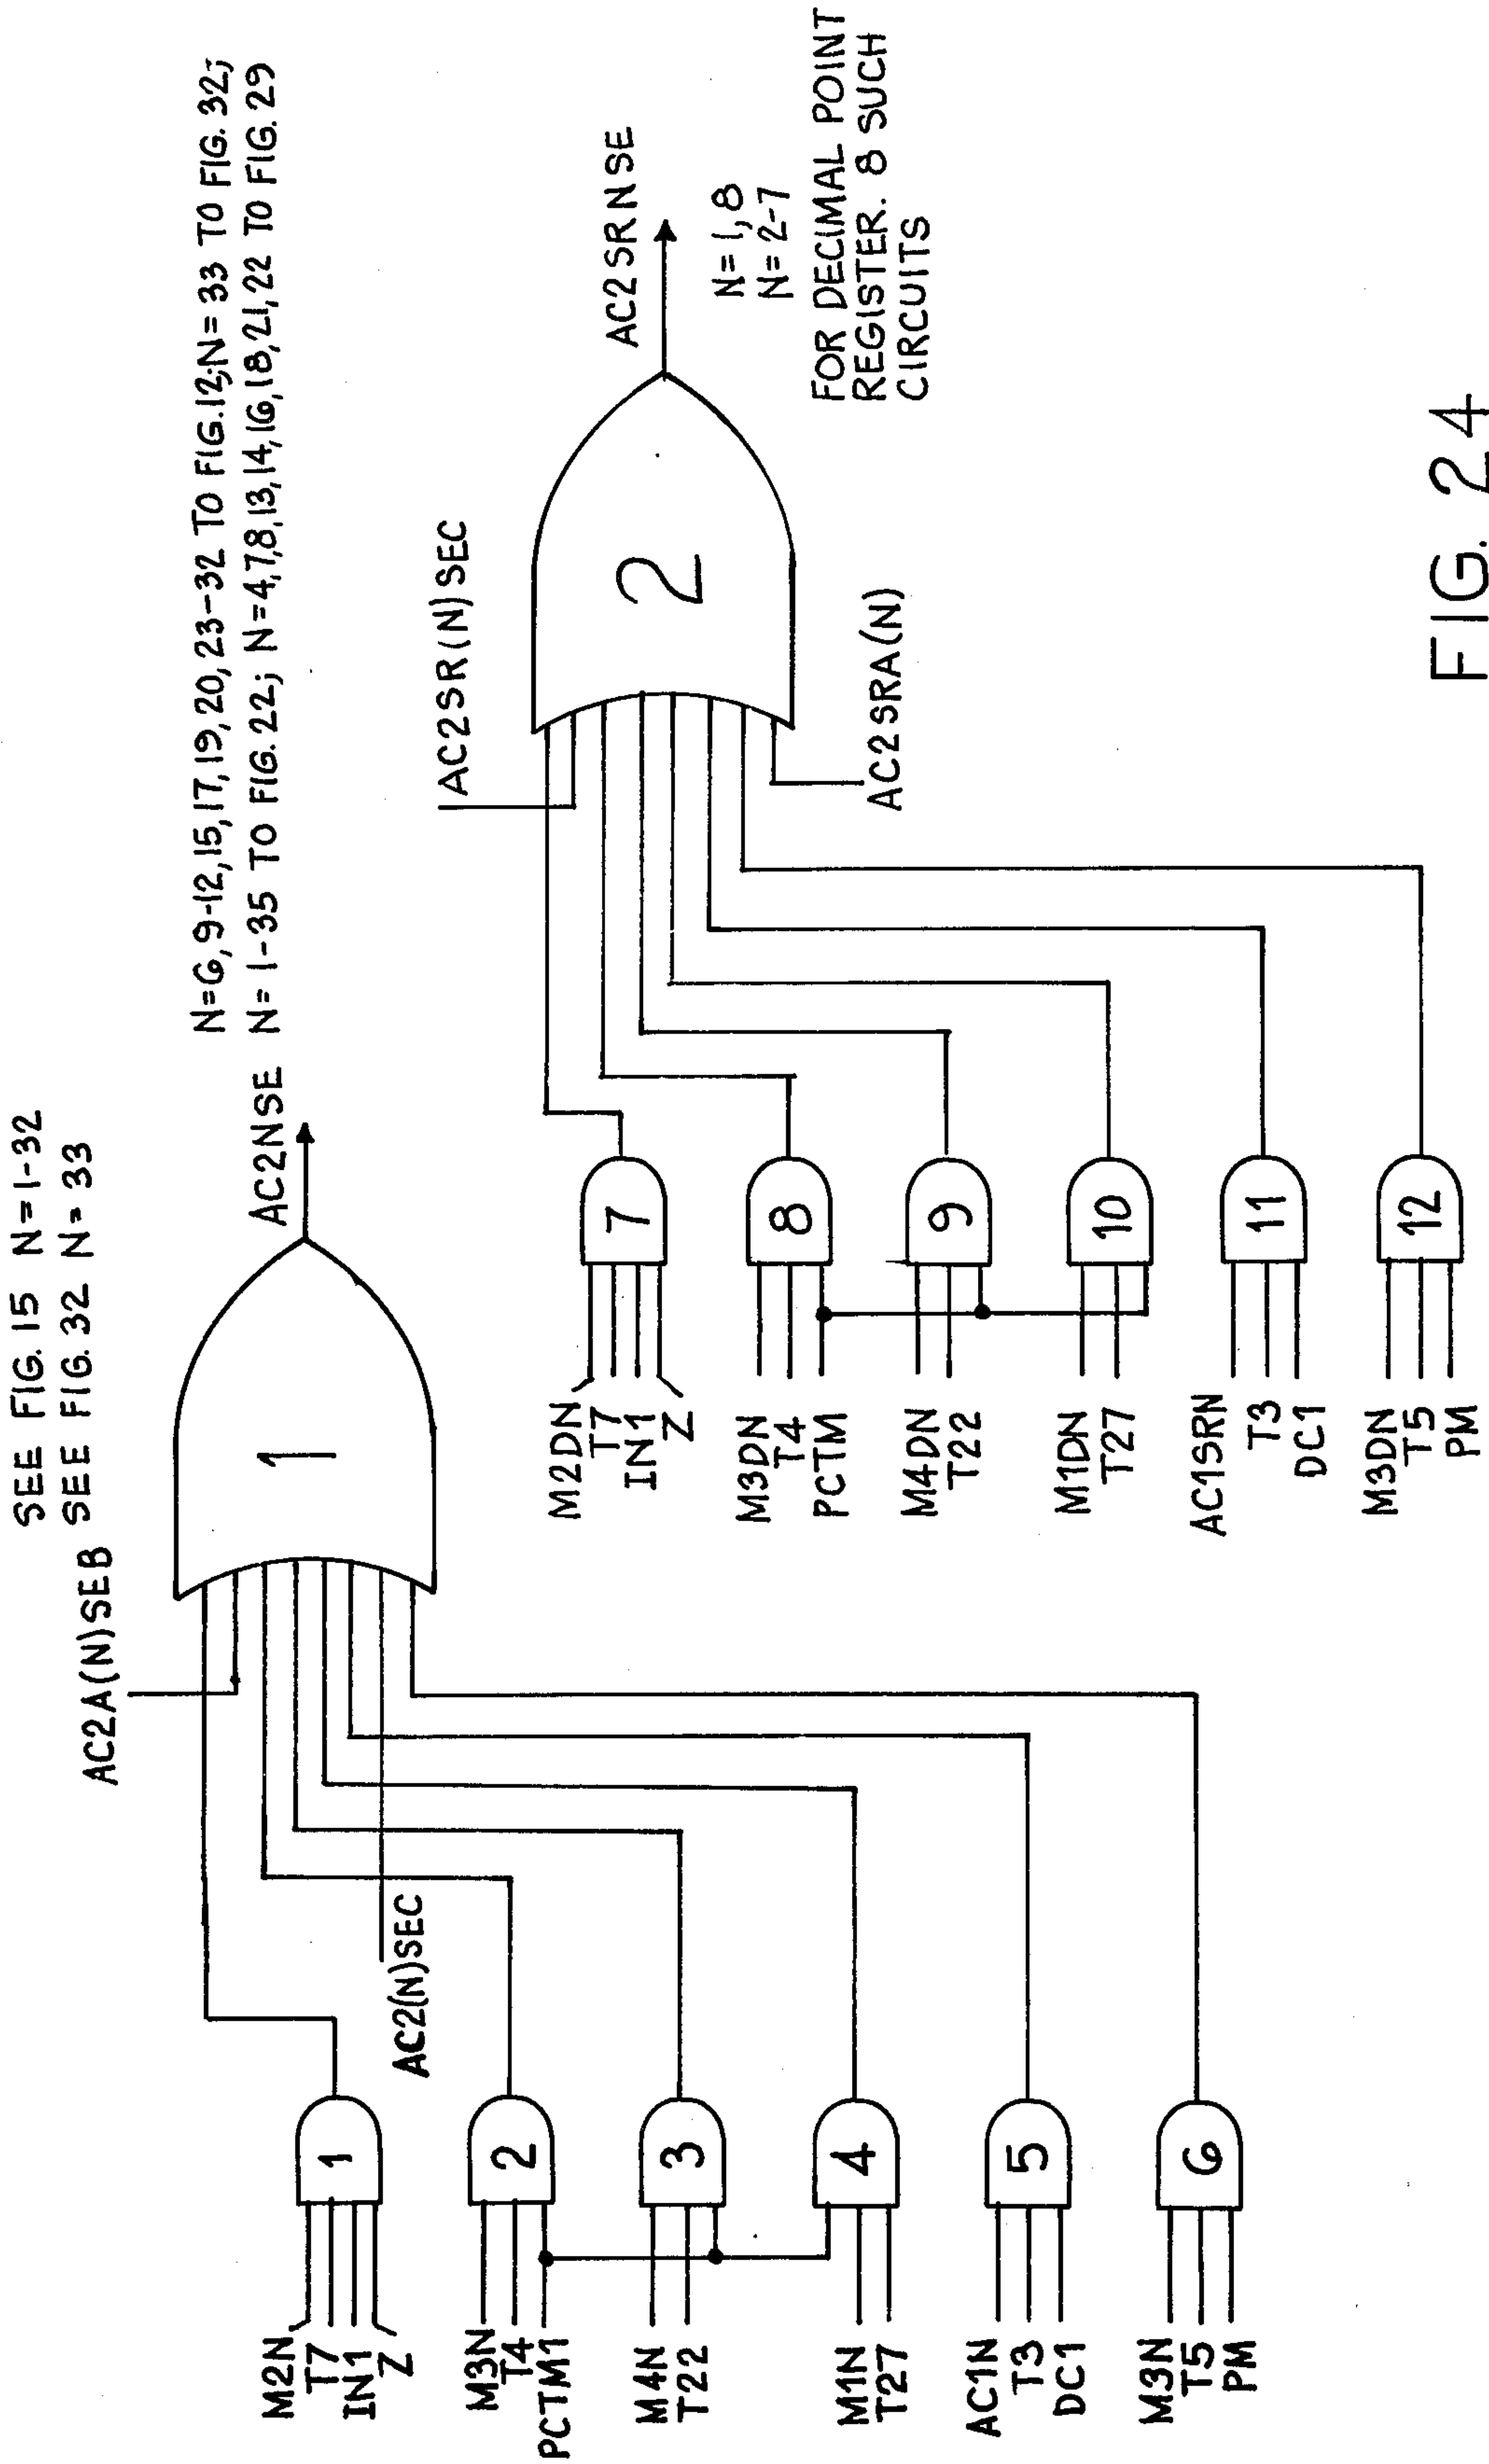 SEE FIG. 15 N=1-32
SEE FIG. 32 N=33
AC2A(N)SEB
N=6,9-12,15,17,19,20,23-32 TO FIG.12;N=33 TO FIG.32;
AC2NSE N=1-35 TO FIG.22; N=4,7,8,13,14,16,18,21,22 TO FIG.29
1
M2N
T7
IN1
Z
1
M3N
T4
PCTM1
2
AC2(N)SEC
M4N
T22
3
M1N
T27
4
AC1N
T3
DC1
5
M3N
T5
PM
6
AC2SR(N)SEC
AC2SRNSE
2
N=1,8
N=2-7
FOR DECIMAL POINT
REGISTER. 8 SUCH
CIRCUITS
AC2SRA(N)
M2DN
T7
IN1
Z
7
M3DN
T4
PCTM
8
M4DN
T22
9
M1DN
T27
10
AC1SRN
T3
DC1
11
M3DN
T5
PM
12
FIG. 24